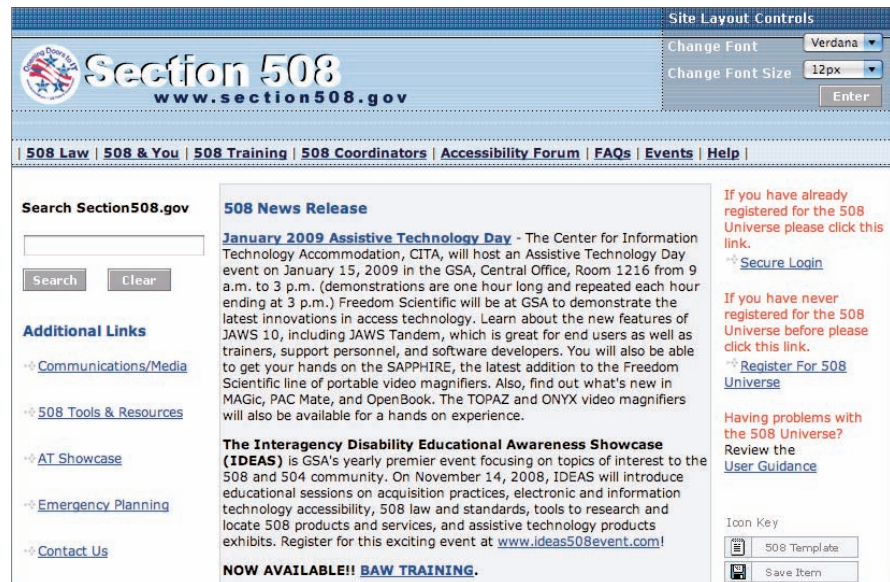 Site Layout Controls
Change Font
Verdana
Change Font Size
12px
Enter
Section 508
www.section508.gov
| 508 Law | 508 & You | 508 Training | 508 Coordinators | Accessibility Forum | FAQs | Events | Help |
Search Section508.gov
Search
Clear
Additional Links
Communications/Media
508 Tools & Resources
AT Showcase
Emergency Planning
Contact Us
508 News Release
January 2009 Assistive Technology Day - The Center for Information
Technology Accommodation, CITA, will host an Assistive Technology Day
event on January 15, 2009 in the GSA, Central Office, Room 1216 from 9
a.m. to 3 p.m. (demonstrations are one hour long and repeated each hour
ending at 3 p.m.) Freedom Scientific will be at GSA to demonstrate the
latest innovations in access technology. Learn about the new features of
JAWS 10, including JAWS Tandem, which is great for end users as well as
trainers, support personnel, and software developers. You will also be able
to get your hands on the SAPPHIRE, the latest addition to the Freedom
Scientific line of portable video magnifiers. Also, find out what's new in
MAGic, PAC Mate, and OpenBook. The TOPAZ and ONYX video magnifiers
will also be available for a hands on experience.
The Interagency Disability Educational Awareness Showcase
(IDEAS) is GSA's yearly premier event focusing on topics of interest to the
508 and 504 community. On November 14, 2008, IDEAS will introduce
educational sessions on acquisition practices, electronic and information
technology accessibility, 508 law and standards, tools to research and
locate 508 products and services, and assistive technology products
exhibits. Register for this exciting event at www.ideas508event.com!
NOW AVAILABLE!! BAW TRAINING.
If you have already
registered for the 508
Universe please click this
link.
Secure Login
If you have never
registered for the 508
Universe before please
click this link.
Register For 508
Universe
Having problems with
the 508 Universe?
Review the
User Guidance
Icon Key
508 Template
Save Item